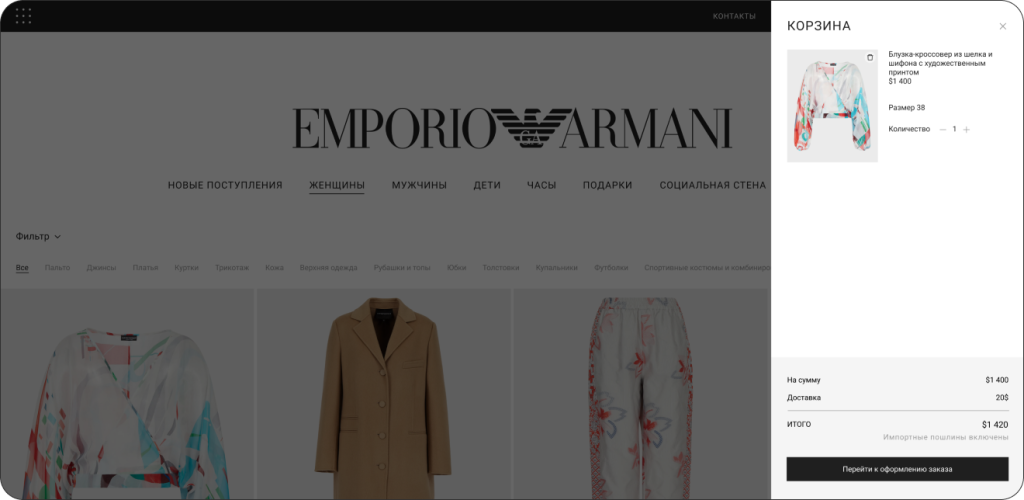 КОНТАКТЫ
EMPORIO GA ARMANI
НОВЫЕ ПОСТУПЛЕНИЯ ЖЕНЩИНЫ МУЖЧИНЫ ДЕТИ ЧАСЫ ПОДАРКИ СОЦИАЛЬНАЯ СТЕНА
Фильтр
Все Пальто Джинсы Платья Куртки Трикотаж Кожа Верхняя одежда Рубашки и топы Юбки Толстовки Купальники Футболки Спортивные костюмы и комбинезо
КОРЗИНА
Блузка-кроссовер из шелка и
шифона с художественным
принтом
$1 400
Размер 38
Количество — 1 +
На сумму $1 400
Доставка 20$
ИТОГО $1 420
Импортные пошлины включены
Перейти к оформлению заказа